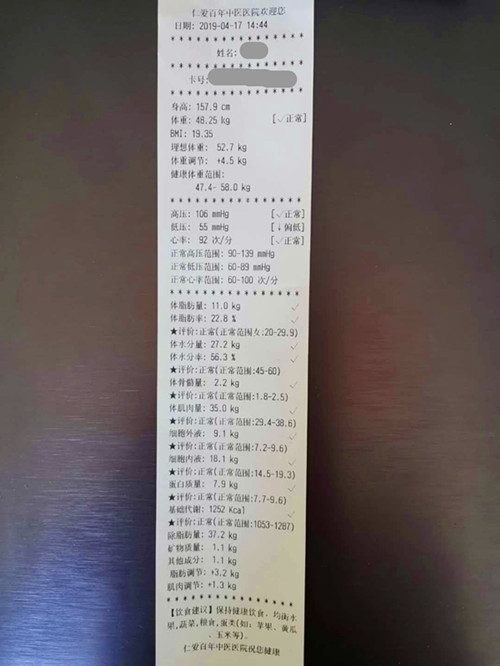 仁爱百年中医医院欢迎您
日期: 2019-04-17 14:44
姓名:
卡号:
身高: 157.9 cm
体重: 48.25 kg [✓正常]
BMI: 19.35
理想体重: 52.7 kg
体重调节: +4.5 kg
健康体重范围:
47.4- 58.0 kg
高压: 106 mmHg [✓正常]
低压: 55 mmHg [↓偏低]
心率: 92 次/分 [✓正常]
正常高压范围: 90-139 mmHg
正常低压范围: 60-89 mmHg
正常心率范围: 60-100 次/分
体脂肪量: 11.0 kg ✓
体脂肪率: 22.8 % ✓
★评价:正常(正常范围女:20-29.9)
体水分量: 27.2 kg ✓
体水分率: 56.3 % ✓
★评价:正常(正常范围:45-60)
体骨骼量: 2.2 kg ✓
★评价:正常(正常范围:1.8-2.5)
体肌肉量: 35.0 kg ✓
★评价:正常(正常范围:29.4-38.6)
细胞外液: 9.1 kg ✓
★评价:正常(正常范围:7.2-9.6)
细胞内液: 18.1 kg ✓
★评价:正常(正常范围:14.5-19.3)
蛋白质量: 7.9 kg ✓
★评价:正常(正常范围:7.7-9.6)
基础代谢: 1252 Kcal ✓
★评价:正常(正常范围:1053-1287)
除脂肪量: 37.2 kg
矿物质量: 1.1 kg
其他成分: 1.1 kg
脂肪调节: +3.2 kg
肌肉调节: +1.3 kg
【饮食建议】保持健康饮食、均衡水
果,蔬菜,粮食,蛋类(如: 苹果、黄瓜
、玉米等)、
仁爱百年中医医院祝您健康